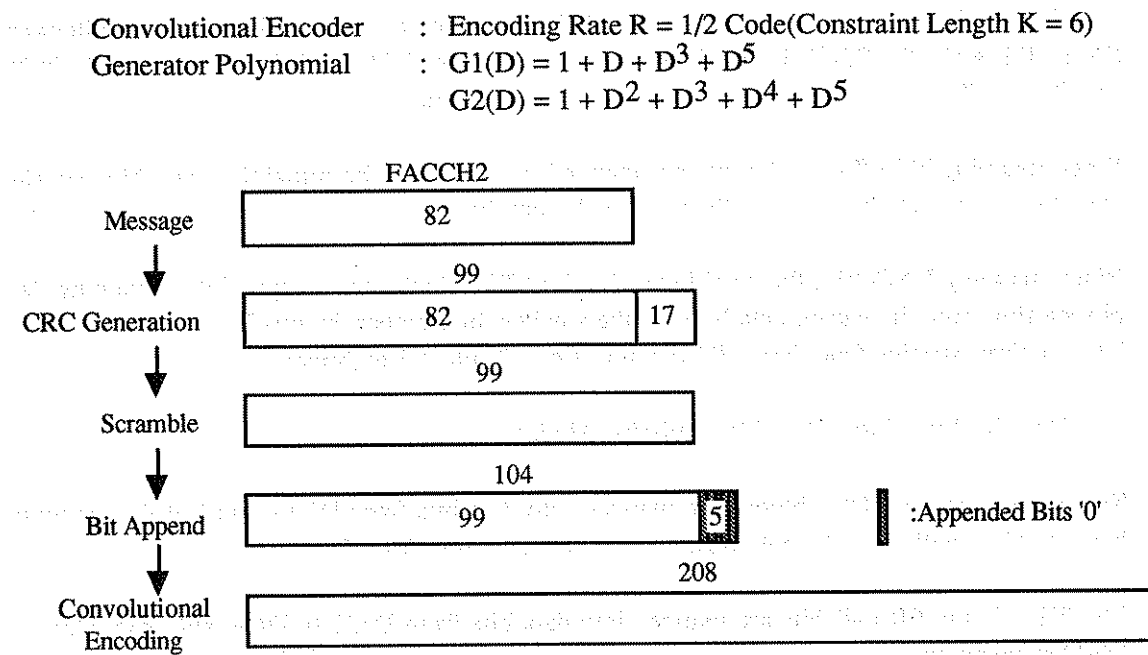 Convolutional Encoder : Encoding Rate R = 1/2 Code(Constraint Length K = 6)
Generator Polynomial : G1(D) = 1 + D + D³ + D⁵
G2(D) = 1 + D² + D³ + D⁴ + D⁵
FACCH2
Message 82
99
CRC Generation 82 17
99
Scramble
104
Bit Append 99 5 :Appended Bits '0'
208
Convolutional
Encoding